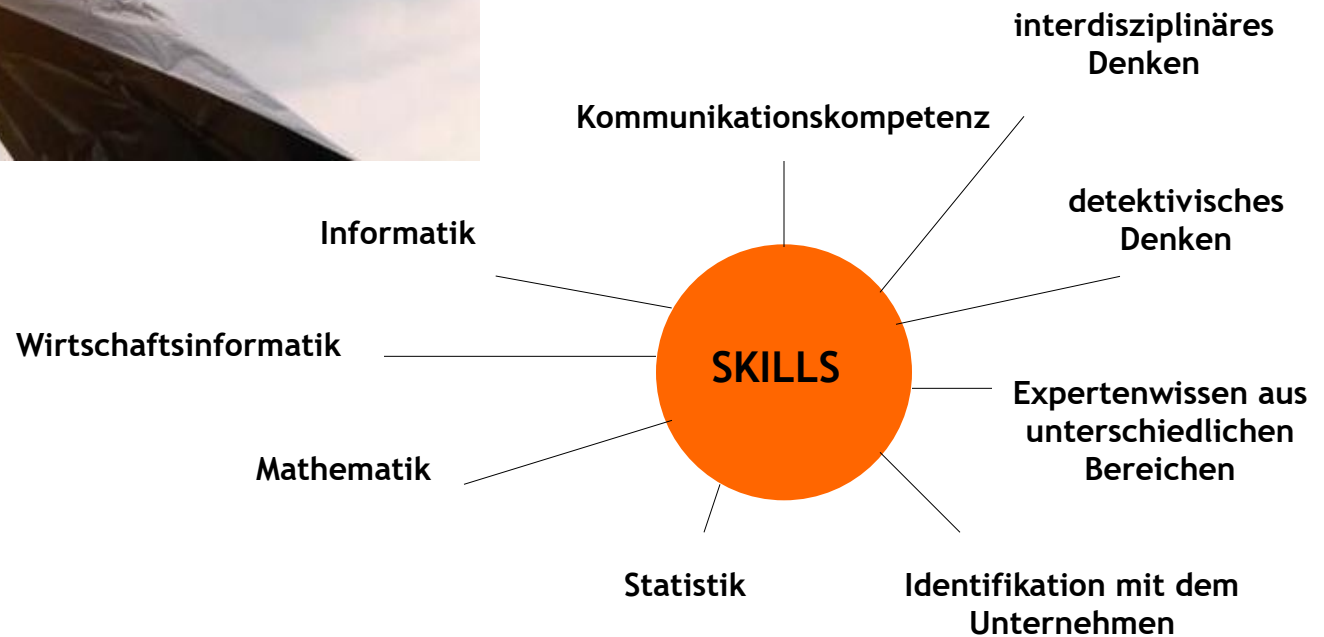 interdisziplinäres
Denken
Kommunikationskompetenz
detektivisches
Denken
Informatik
Wirtschaftsinformatik
SKILLS
Expertenwissen aus
unterschiedlichen
Bereichen
Mathematik
Statistik
Identifikation mit dem
Unternehmen